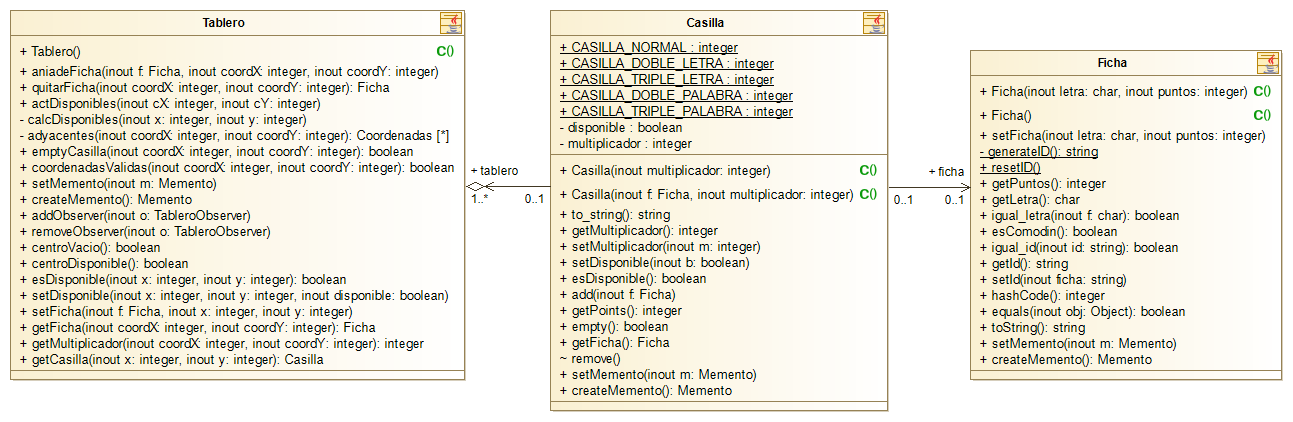 Tablero
+ Tablero()
C()
+ aniadeFicha(inout f: Ficha, inout coordX: integer, inout coordY: integer)
+ quitarFicha(inout coordX: integer, inout coordY: integer): Ficha
+ actDisponibles(inout cX: integer, inout cY: integer)
- calcDisponibles(inout x: integer, inout y: integer)
- adyacentes(inout coordX: integer, inout coordY: integer): Coordenadas [*]
+ emptyCasilla(inout coordX: integer, inout coordY: integer): boolean
+ coordenadasValidas(inout coordX: integer, inout coordY: integer): boolean
+ setMemento(inout m: Memento)
+ createMemento(): Memento
+ addObserver(inout o: TableroObserver)
+ removeObserver(inout o: TableroObserver)
+ centroVacio(): boolean
+ centroDisponible(): boolean
+ esDisponible(inout x: integer, inout y: integer): boolean
+ setDisponible(inout x: integer, inout y: integer, inout disponible: boolean)
+ setFicha(inout f: Ficha, inout x: integer, inout y: integer)
+ getFicha(inout coordX: integer, inout coordY: integer): Ficha
+ getMultiplicador(inout coordX: integer, inout coordY: integer): integer
+ getCasilla(inout x: integer, inout y: integer): Casilla
+ tablero
1..*
0..1
Casilla
+ CASILLA_NORMAL : integer
+ CASILLA_DOBLE_LETRA : integer
+ CASILLA_TRIPLE_LETRA : integer
+ CASILLA_DOBLE_PALABRA : integer
+ CASILLA_TRIPLE_PALABRA : integer
- disponible : boolean
- multiplicador : integer
+ Casilla(inout multiplicador: integer)
C()
+ Casilla(inout f: Ficha, inout multiplicador: integer)
C()
+ to_string(): string
+ getMultiplicador(): integer
+ setMultiplicador(inout m: integer)
+ setDisponible(inout b: boolean)
+ esDisponible(): boolean
+ add(inout f: Ficha)
+ getPoints(): integer
+ empty(): boolean
+ getFicha(): Ficha
~ remove()
+ setMemento(inout m: Memento)
+ createMemento(): Memento
+ ficha
0..1
0..1
Ficha
+ Ficha(inout letra: char, inout puntos: integer)
C()
+ Ficha()
C()
+ setFicha(inout letra: char, inout puntos: integer)
- generateID(): string
+ resetID()
+ getPuntos(): integer
+ getLetra(): char
+ igual_letra(inout f: char): boolean
+ esComodin(): boolean
+ igual_id(inout id: string): boolean
+ getId(): string
+ setId(inout ficha: string)
+ hashCode(): integer
+ equals(inout obj: Object): boolean
+ toString(): string
+ setMemento(inout m: Memento)
+ createMemento(): Memento